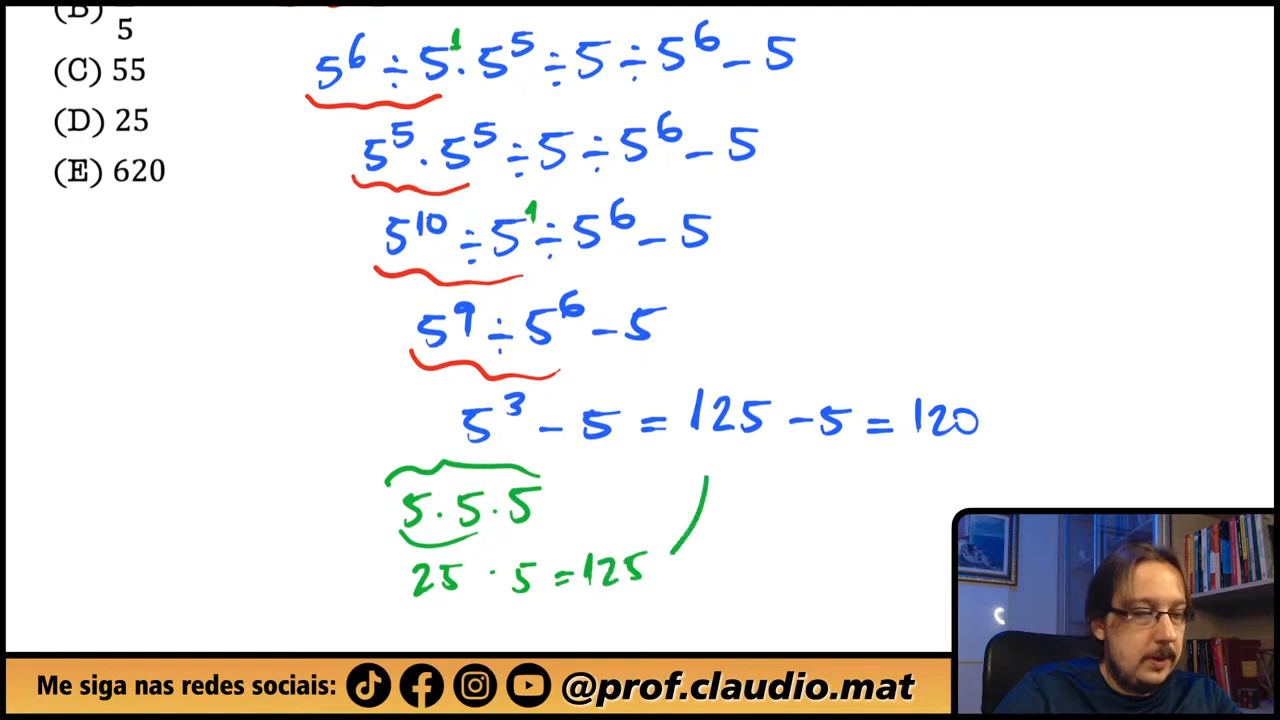 (B)
5
(C) 55
(D) 25
(E) 620
5⁶ ÷ 5¹ · 5⁵ ÷ 5 ÷ 5⁶ − 5
5⁵ · 5⁵ ÷ 5 ÷ 5⁶ − 5
5¹⁰ ÷ 5¹ ÷ 5⁶ − 5
5⁹ ÷ 5⁶ − 5
5³ − 5 = 125 − 5 = 120
5 · 5 · 5
25 · 5 = 125
Me siga nas redes sociais: @prof.claudio.mat